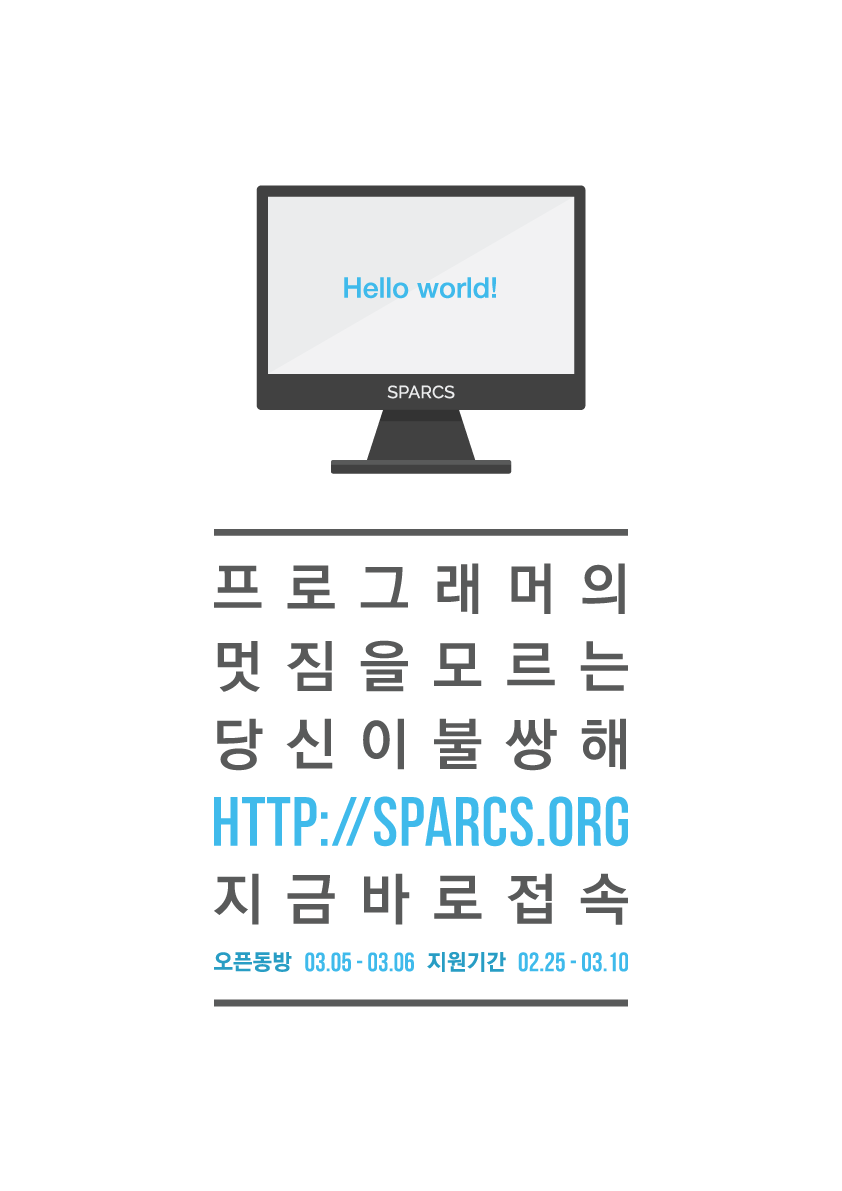 Hello world!
SPARCS
프로그래머의
멋짐을모르는
당신이불쌍해
HTTP://SPARCS.ORG
지금바로접속
오픈동방 03.05 - 03.06 지원기간 02.25 - 03.10